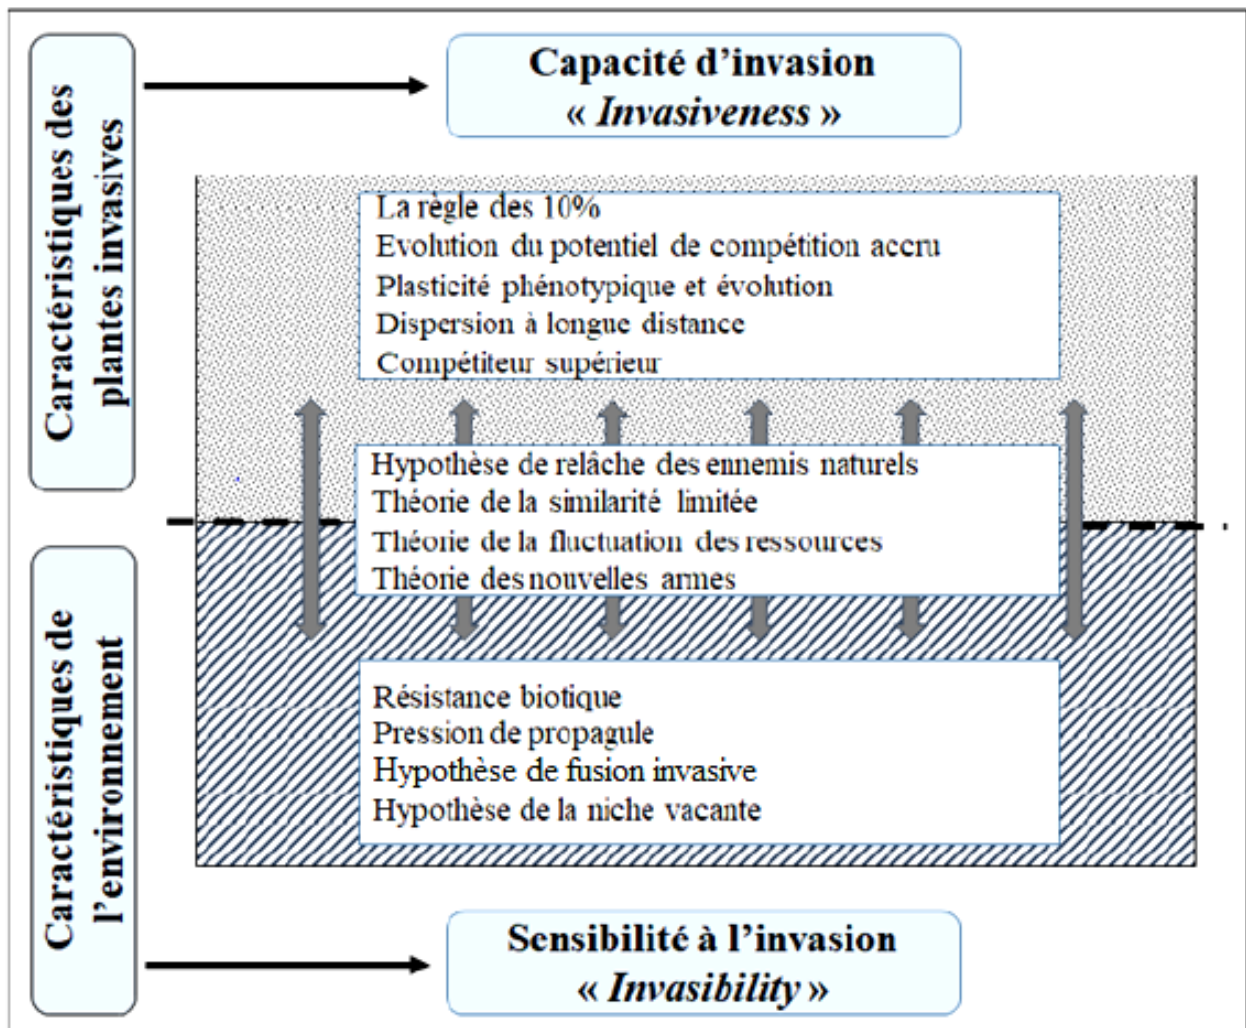 Caractéristiques des
plantes invasives
Capacité d’invasion
« Invasiveness »
La règle des 10%
Evolution du potentiel de compétition accru
Plasticité phénotypique et évolution
Dispersion à longue distance
Compétiteur supérieur
Hypothèse de relâche des ennemis naturels
Théorie de la similarité limitée
Théorie de la fluctuation des ressources
Théorie des nouvelles armes
Caractéristiques de
l’environnement
Résistance biotique
Pression de propagule
Hypothèse de fusion invasive
Hypothèse de la niche vacante
Sensibilité à l’invasion
« Invasibility »